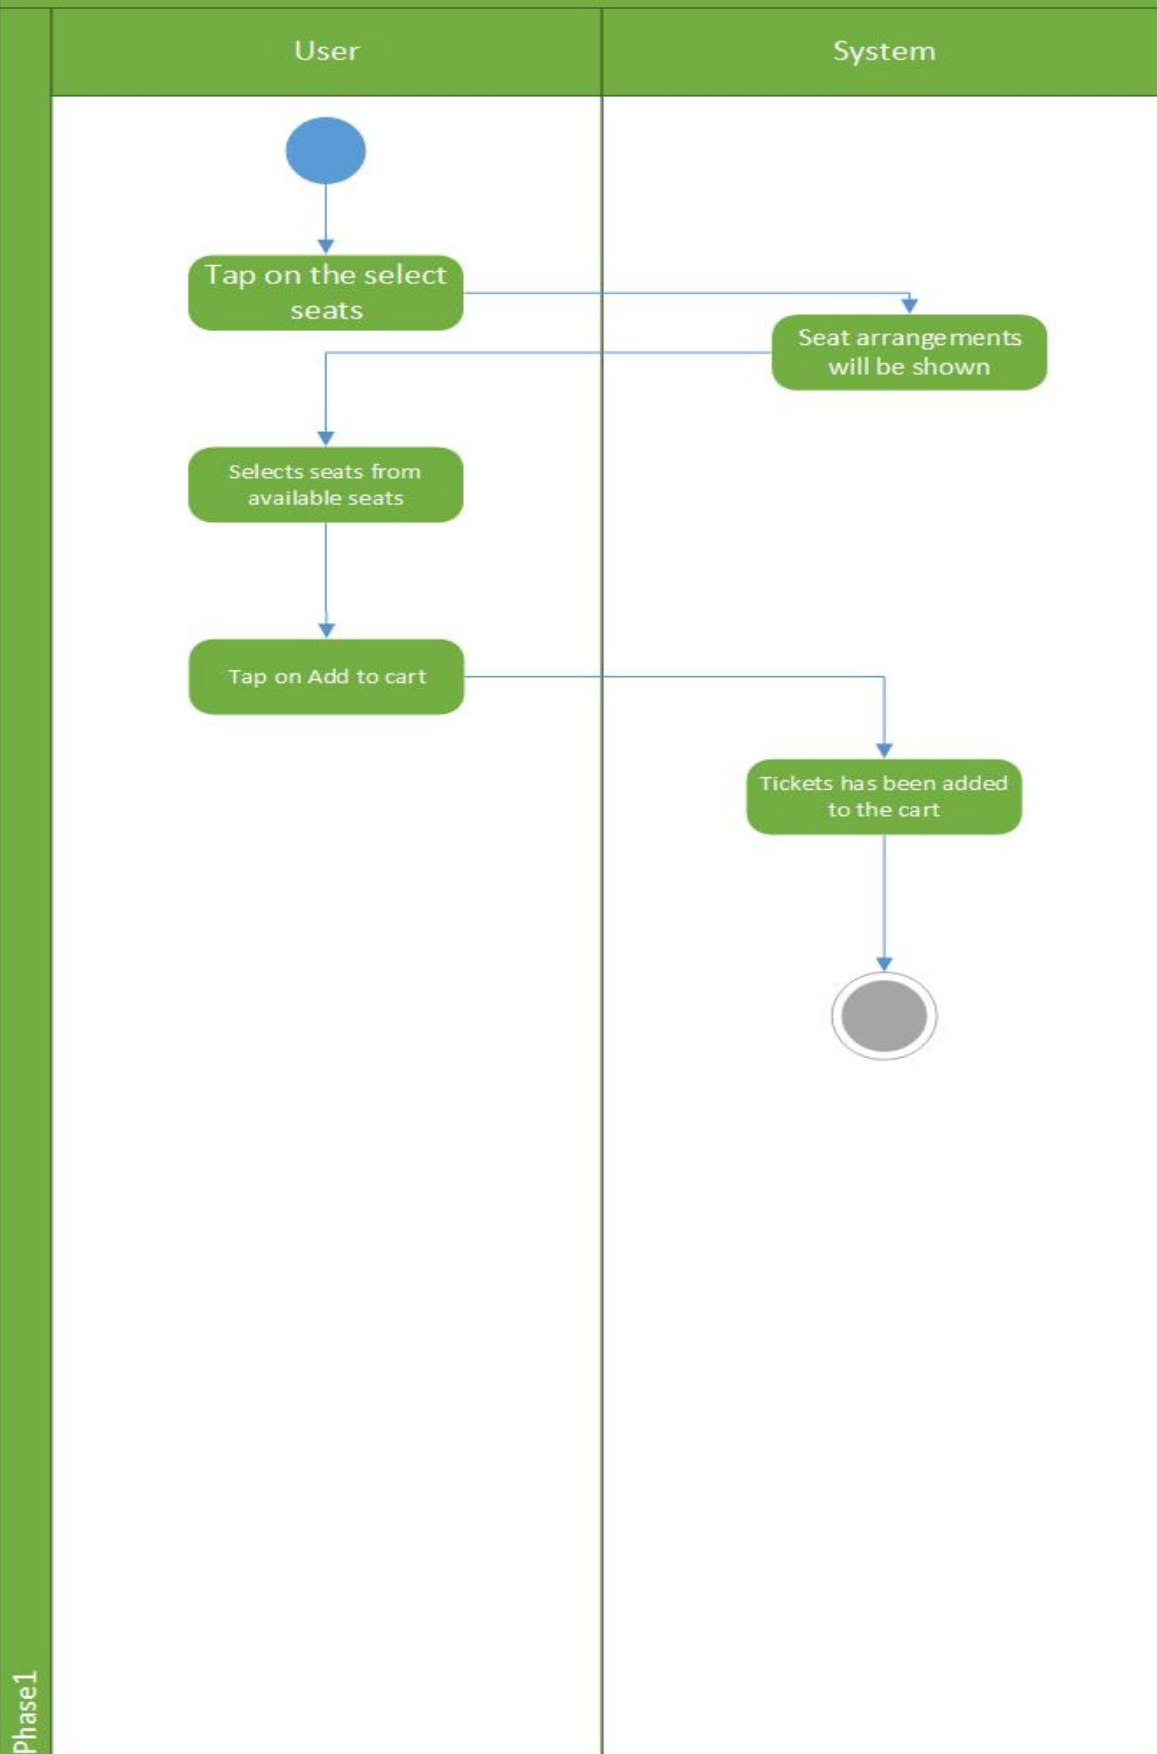 User
System
Tap on the select
seats
Seat arrangements
will be shown
Selects seats from
available seats
Tap on Add to cart
Tickets has been added
to the cart
Phase1